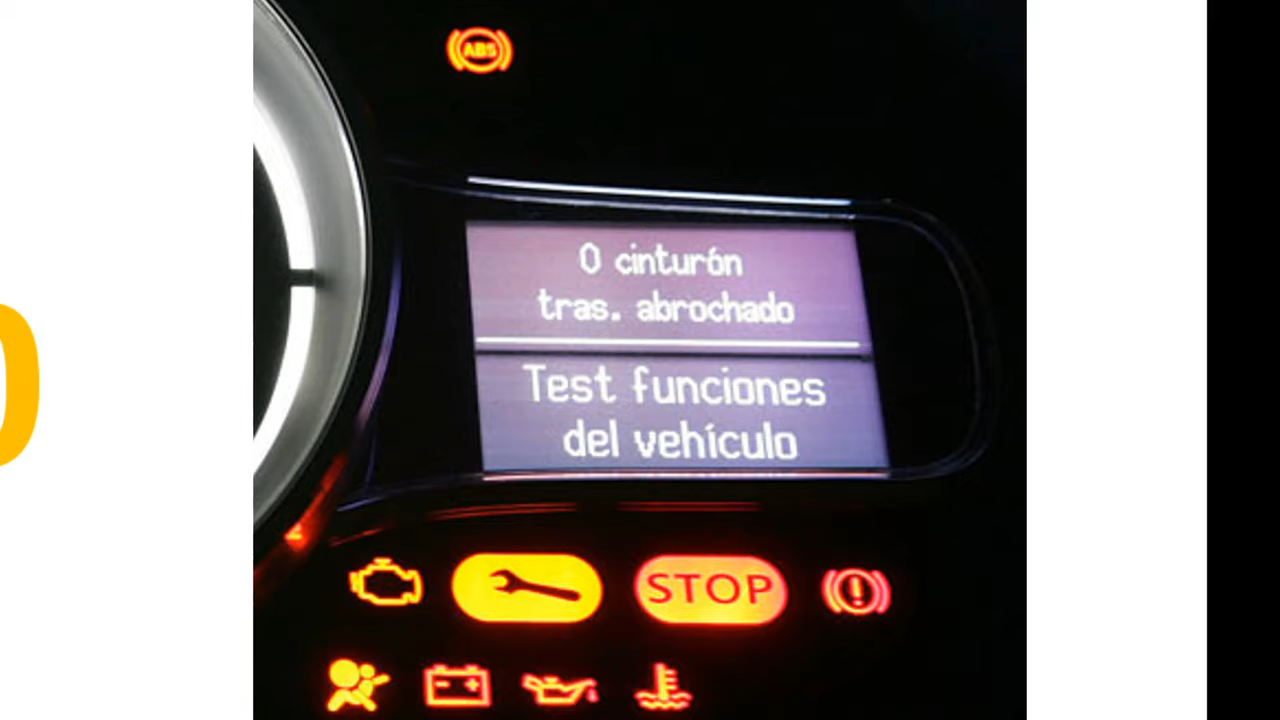 ABS
0 cinturón
tras. abrochado
Test funciones
del vehículo
STOP